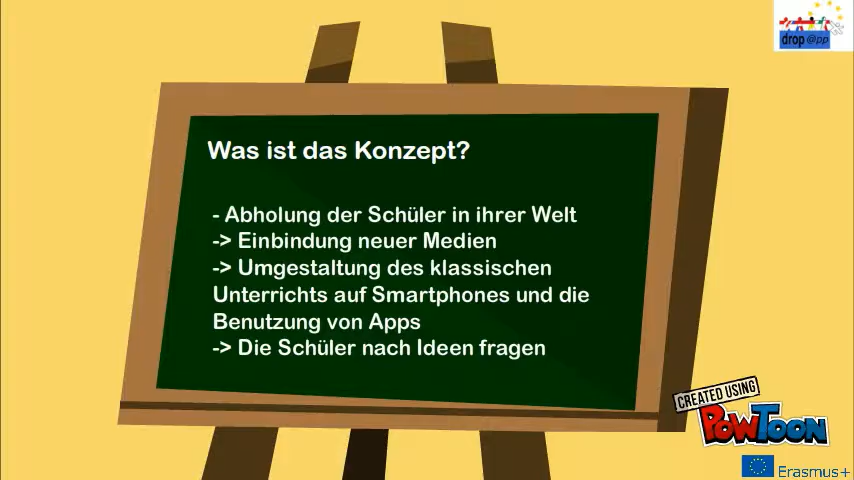 drop @pp
Was ist das Konzept?
- Abholung der Schüler in ihrer Welt
-> Einbindung neuer Medien
-> Umgestaltung des klassischen
Unterrichts auf Smartphones und die
Benutzung von Apps
-> Die Schüler nach Ideen fragen
CREATED USING
POWTOON
Erasmus+